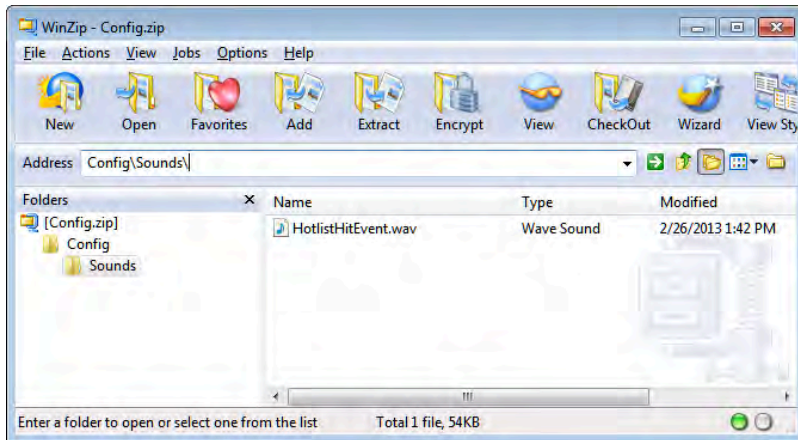 WinZip - Config.zip
File Actions View Jobs Options Help
New Open Favorites Add Extract Encrypt View CheckOut Wizard View Sty
Address Config\Sounds\
Folders x Name Type Modified
[Config.zip] HotlistHitEvent.wav Wave Sound 2/26/2013 1:42 PM
Config
Sounds
Enter a folder to open or select one from the list Total 1 file, 54KB